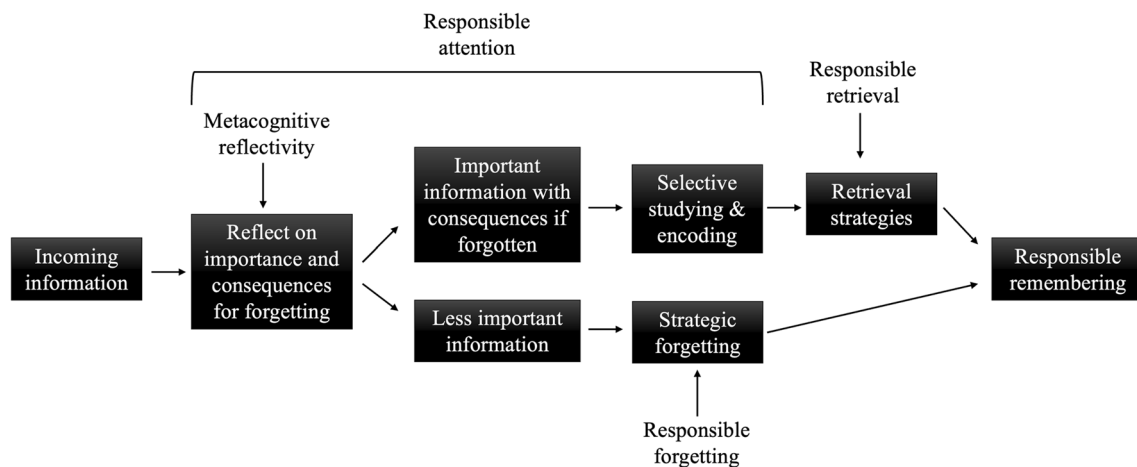 Responsible
attention
Responsible
retrieval
Metacognitive
reflectivity
Incoming
information
Reflect on
importance and
consequences
for forgetting
Important
information with
consequences if
forgotten
Selective
studying &
encoding
Retrieval
strategies
Less important
information
Strategic
forgetting
Responsible
remembering
Responsible
forgetting